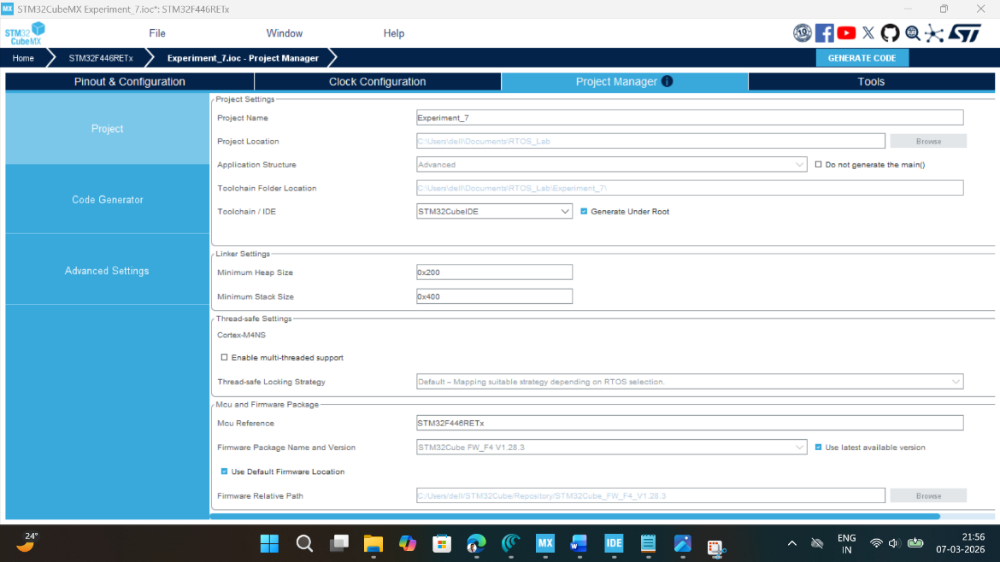 MX STM32CubeMX Experiment_7.ioc*: STM32F446RETx
STM32 CubeMX File Window Help 10 ST
Home STM32F446RETx Experiment_7.ioc - Project Manager GENERATE CODE
Pinout & Configuration Clock Configuration Project Manager i Tools
Project
Code Generator
Advanced Settings
Project Settings
Project Name Experiment_7
Project Location C:\Users\dell\Documents\RTOS_Lab Browse
Application Structure Advanced Do not generate the main()
Toolchain Folder Location C:\Users\dell\Documents\RTOS_Lab\Experiment_7\
Toolchain / IDE STM32CubeIDE Generate Under Root
Linker Settings
Minimum Heap Size 0x200
Minimum Stack Size 0x400
Thread-safe Settings
Cortex-M4NS
Enable multi-threaded support
Thread-safe Locking Strategy Default – Mapping suitable strategy depending on RTOS selection.
Mcu and Firmware Package
Mcu Reference STM32F446RETx
Firmware Package Name and Version STM32Cube FW_F4 V1.28.3 Use latest available version
Use Default Firmware Location
Firmware Relative Path C:/Users/dell/STM32Cube/Repository/STM32Cube_FW_F4_V1.28.3 Browse
24° MX W IDE ENG 21:56
IN 07-03-2026